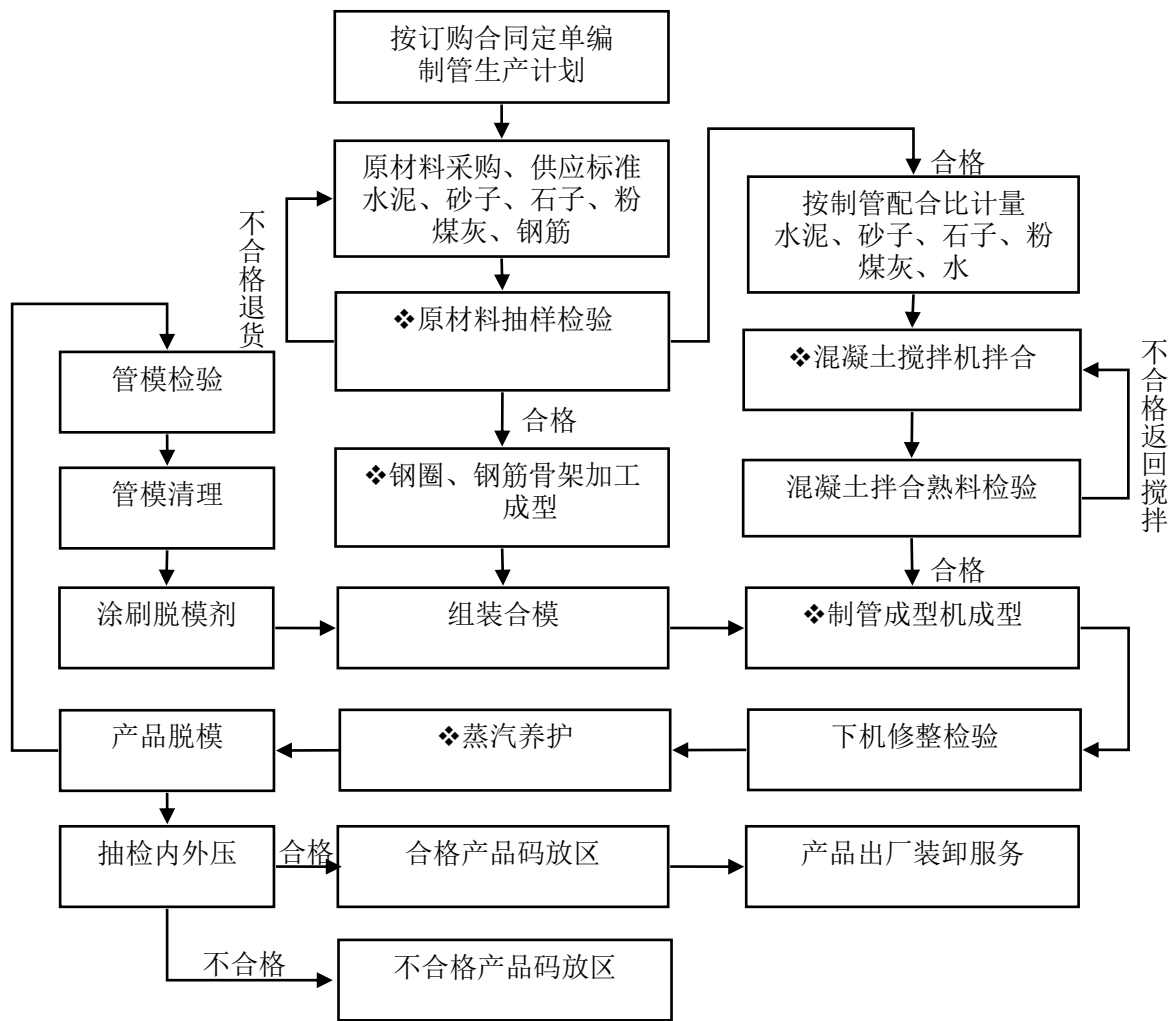 按订购合同定单编
制管生产计划
原材料采购、供应标准
水泥、砂子、石子、粉
煤灰、钢筋
合格
按制管配合比计量
水泥、砂子、石子、粉
煤灰、水
不合格退货
❖原材料抽样检验
合格
管模检验
❖混凝土搅拌机拌合
不合格返回搅拌
❖钢圈、钢筋骨架加工
成型
管模清理
混凝土拌合熟料检验
合格
涂刷脱模剂
组装合模
❖制管成型机成型
产品脱模
❖蒸汽养护
下机修整检验
抽检内外压
合格
合格产品码放区
产品出厂装卸服务
不合格
不合格产品码放区